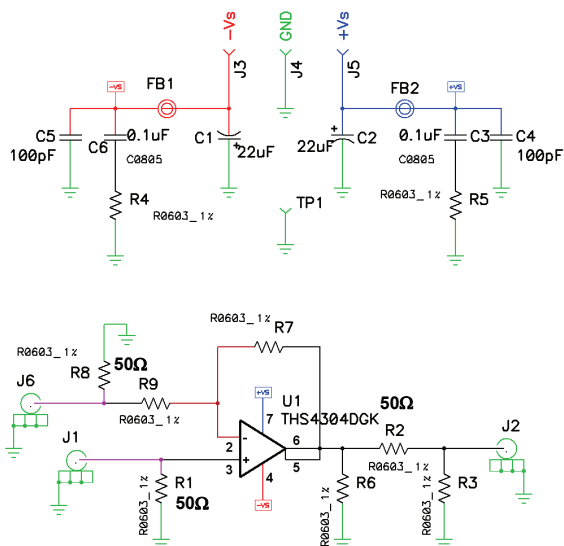 −Vs
GND
+Vs
J3
J4
J5
-VS
FB1
FB2
+VS
C5
100pF
C6
0.1uF
C0805
C1
+
22uF
+
22uF
C2
0.1uF
C0805
C3
C4
100pF
R4
R0603_1%
TP1
R0603_1%
R5
R0603_1%
R7
R0603_1%
R8
50Ω
J6
R9
R0603_1%
+VS
U1
THS4304DGK
50Ω
7
-
2
+
3
6
5
4
-VS
J1
R0603_1%
R1
50Ω
R2
R0603_1%
J2
R0603_1%
R6
R0603_1%
R3